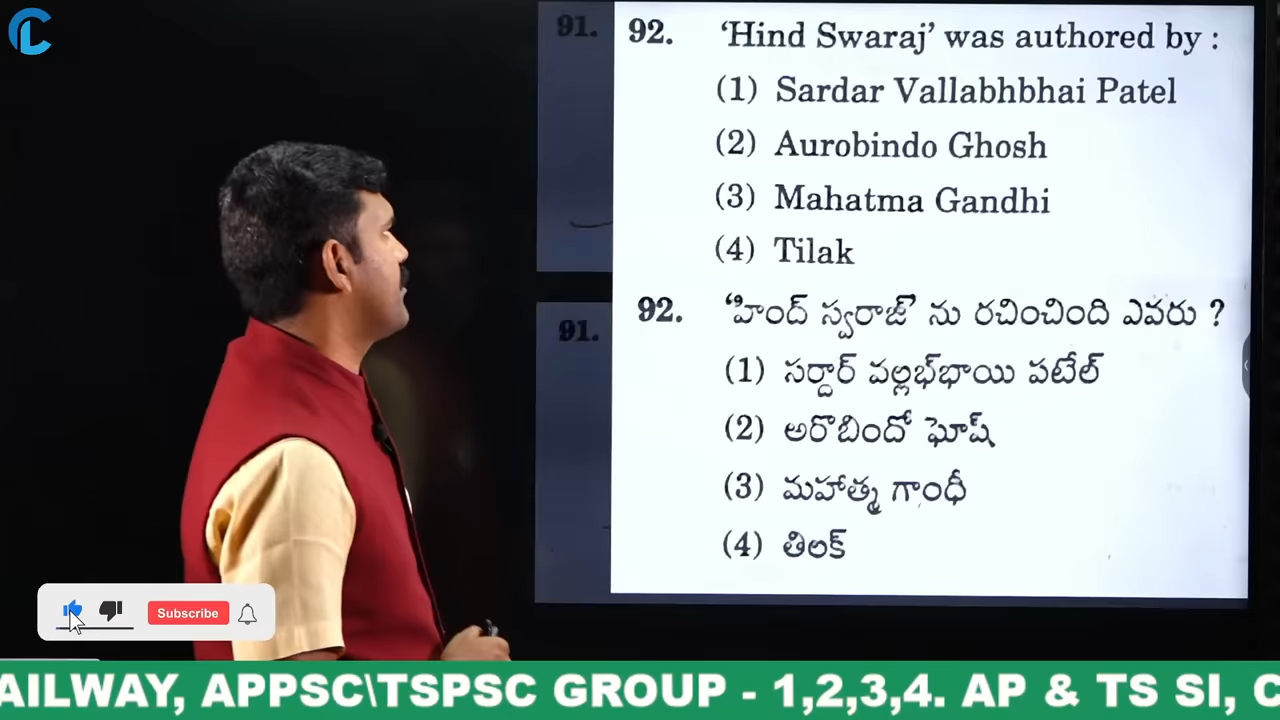 91.
92. ‘Hind Swaraj’ was authored by :
(1) Sardar Vallabhbhai Patel
(2) Aurobindo Ghosh
(3) Mahatma Gandhi
(4) Tilak
91.
92. ‘హింద్ స్వరాజ్’ ను రచించింది ఎవరు ?
(1) సర్దార్ వల్లభ్‌భాయి పటేల్
(2) అరొబిందో ఘోష్
(3) మహాత్మ గాంధీ
(4) తిలక్
Subscribe
AILWAY, APPSC\TSPSC GROUP - 1,2,3,4. AP & TS SI, C